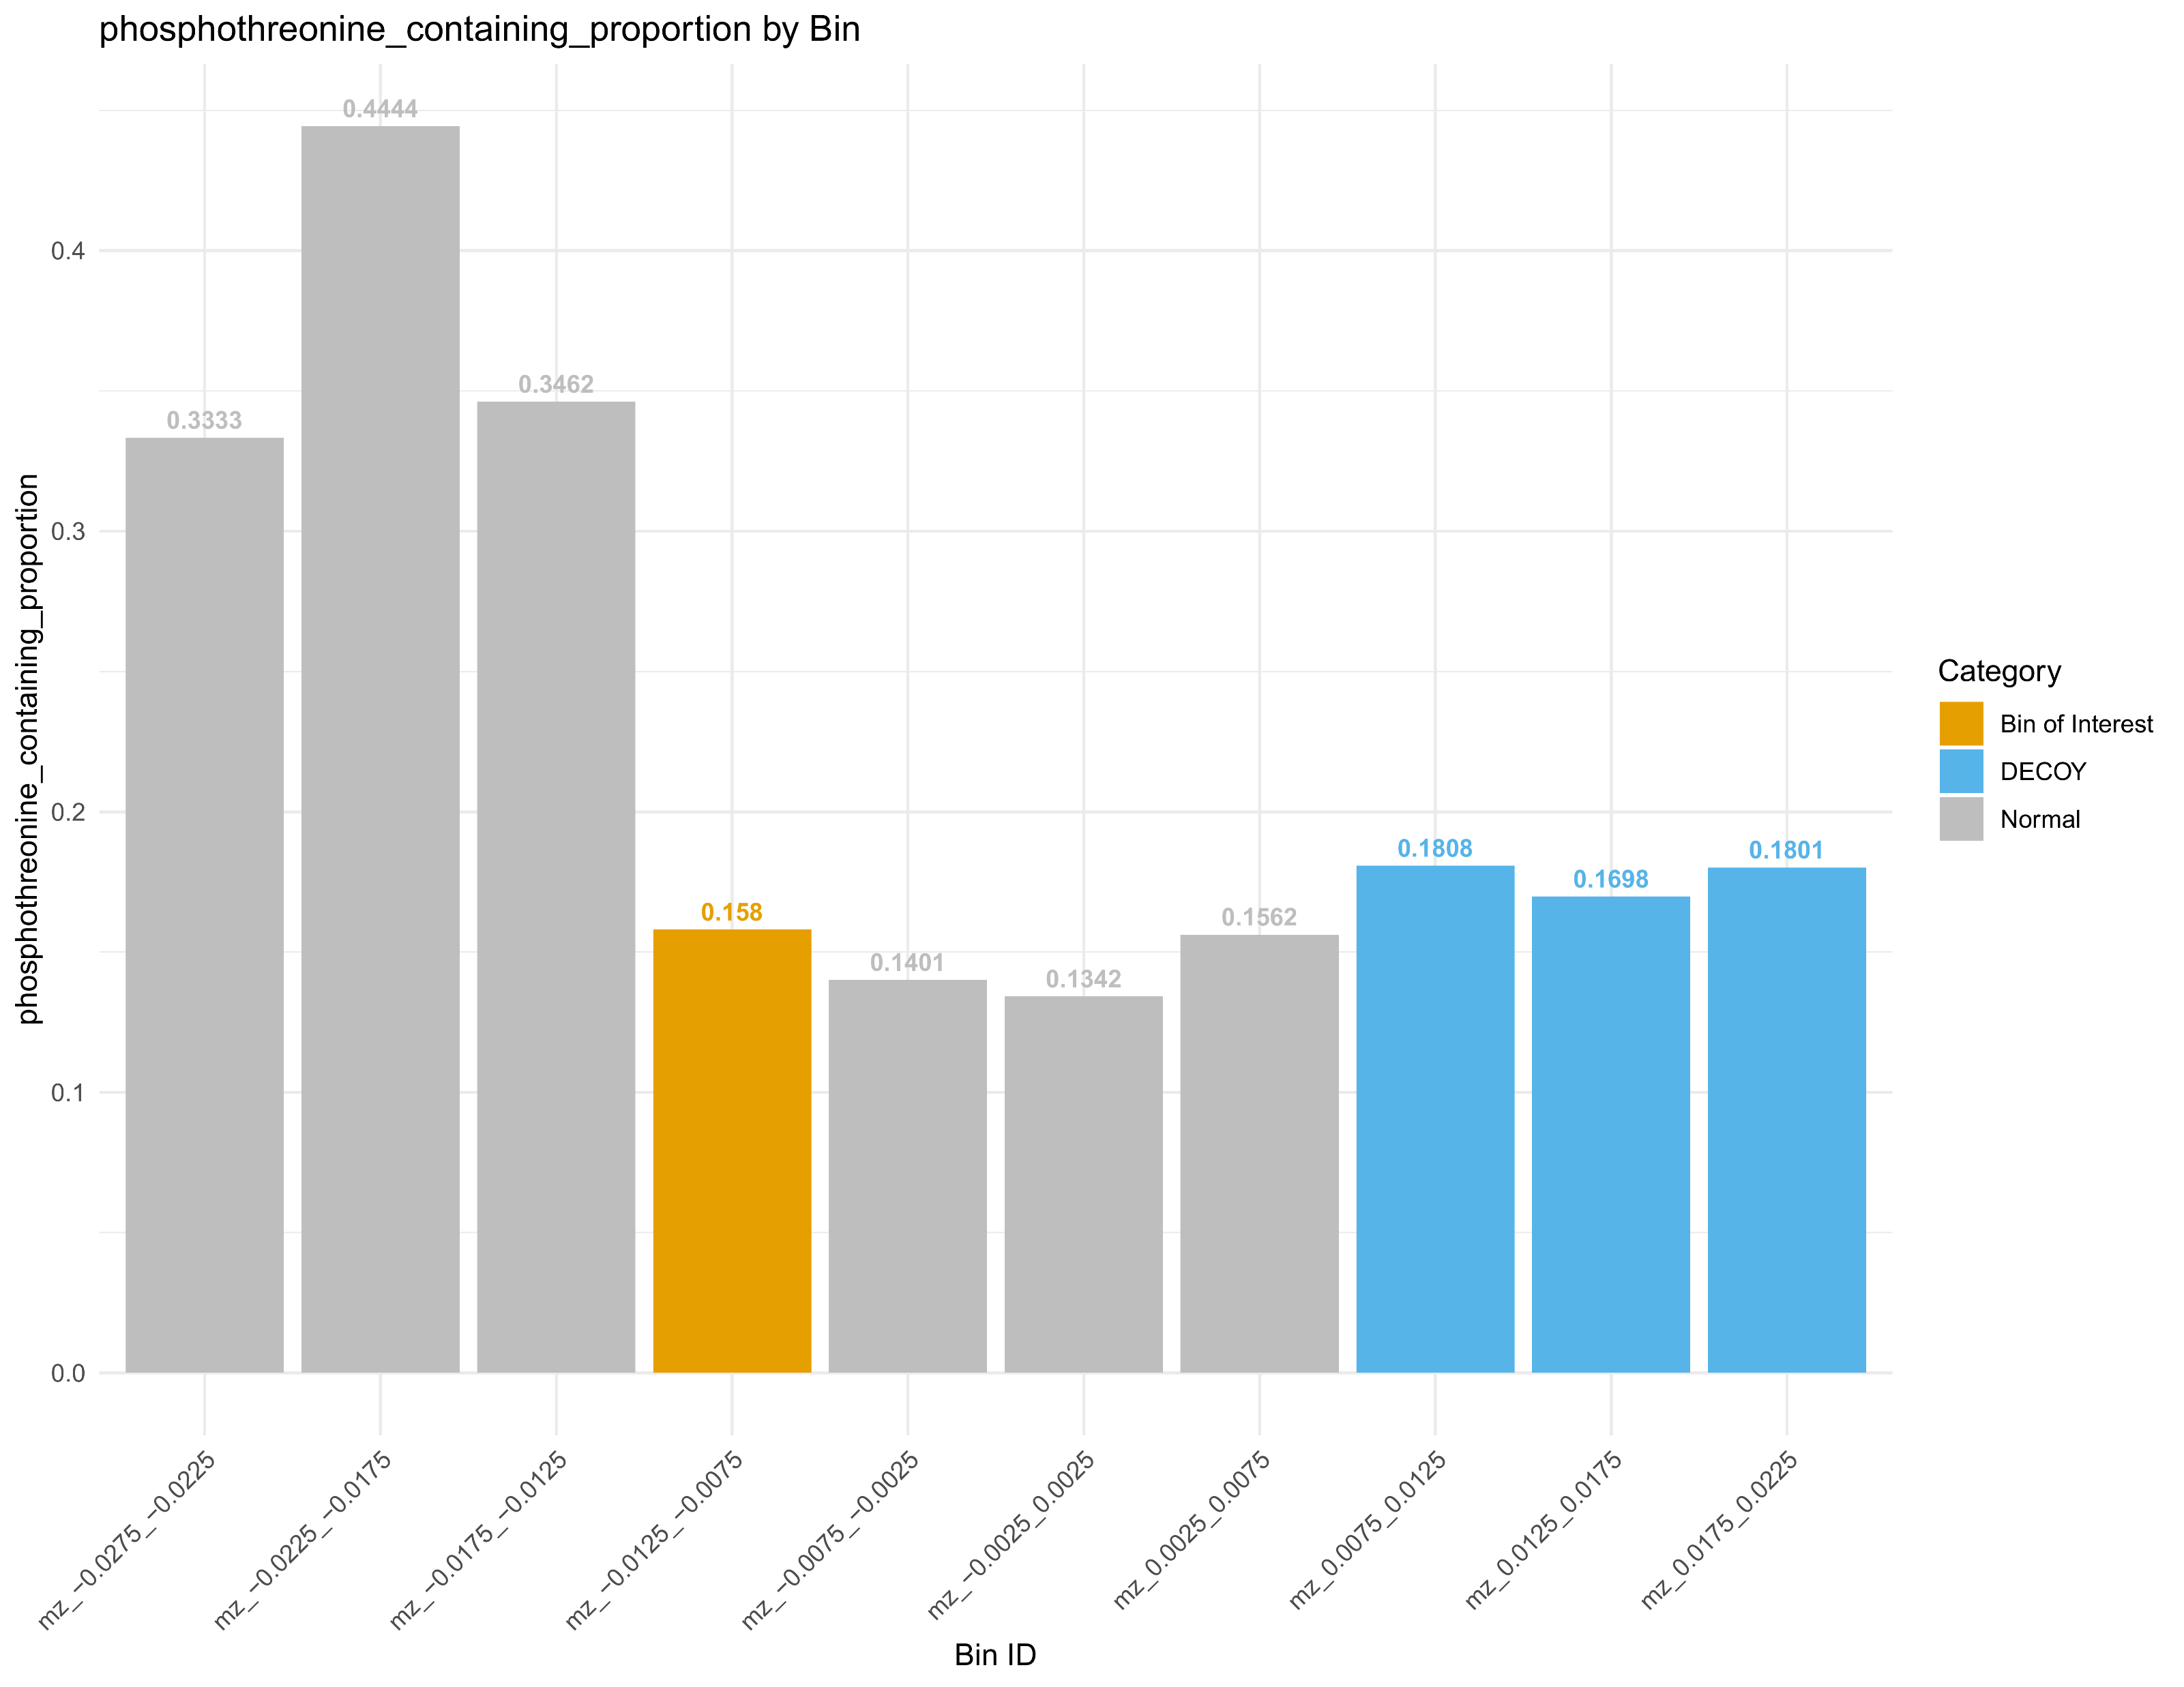 phosphothreonine_containing_proportion by Bin
phosphothreonine_containing_proportion
0.4
0.3
0.2
0.1
0.0
0.3333
0.4444
0.3462
0.158
0.1401
0.1342
0.1562
0.1808
0.1698
0.1801
mz_−0.0275_−0.0225
mz_−0.0225_−0.0175
mz_−0.0175_−0.0125
mz_−0.0125_−0.0075
mz_−0.0075_−0.0025
mz_−0.0025_0.0025
mz_0.0025_0.0075
mz_0.0075_0.0125
mz_0.0125_0.0175
mz_0.0175_0.0225
Bin ID
Category
Bin of Interest
DECOY
Normal